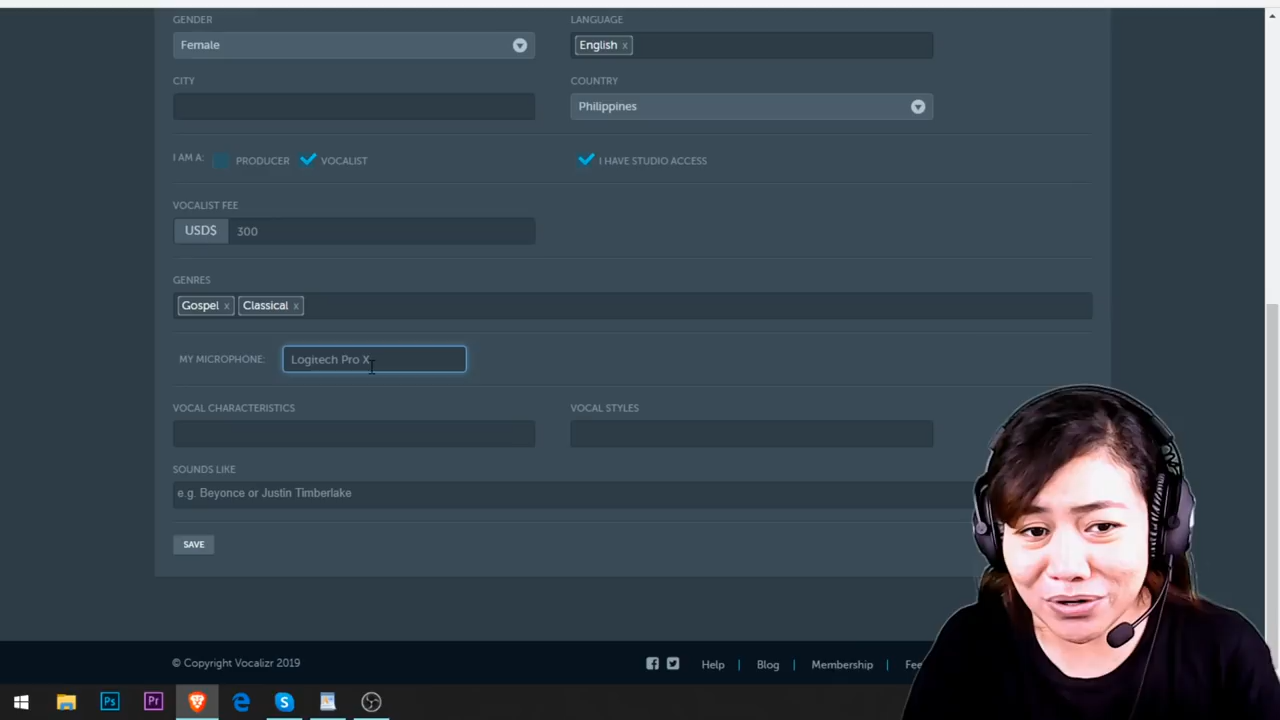 GENDER
LANGUAGE
Female
English x
CITY
COUNTRY
Philippines
I AM A: PRODUCER VOCALIST
I HAVE STUDIO ACCESS
VOCALIST FEE
USD$ 300
GENRES
Gospel x Classical x
MY MICROPHONE: Logitech Pro X
VOCAL CHARACTERISTICS
VOCAL STYLES
SOUNDS LIKE
e.g. Beyonce or Justin Timberlake
SAVE
© Copyright Vocalizr 2019
Help | Blog | Membership |
Ps Pr